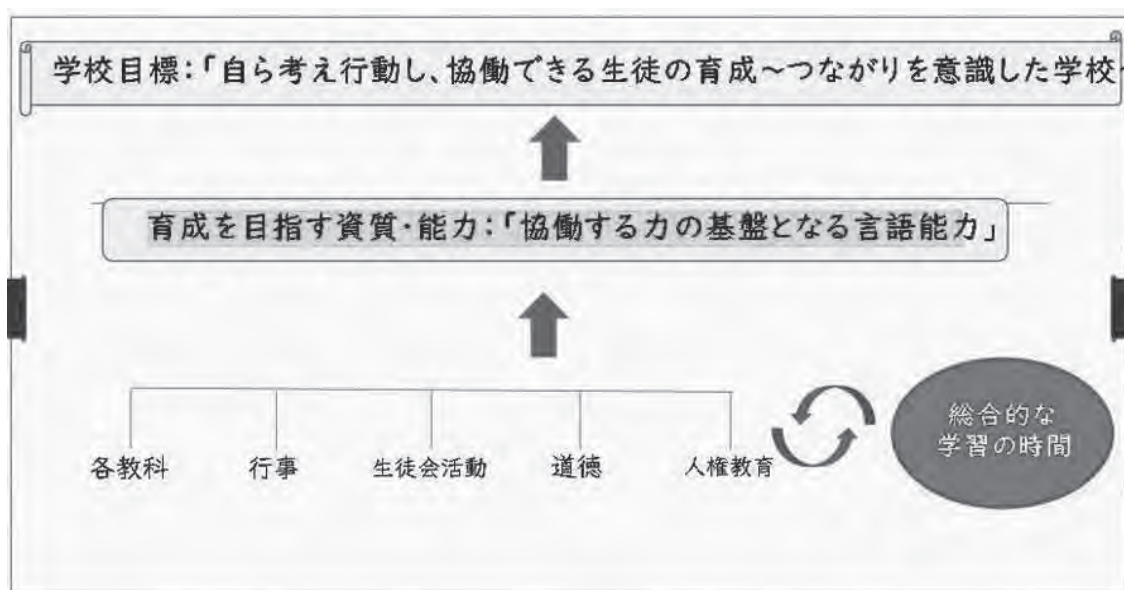 学校目標:「自ら考え行動し、協働できる生徒の育成~つながりを意識した学校
育成を目指す資質・能力:「協働する力の基盤となる言語能力」
各教科
行事
生徒会活動
道徳
人権教育
総合的な
学習の時間